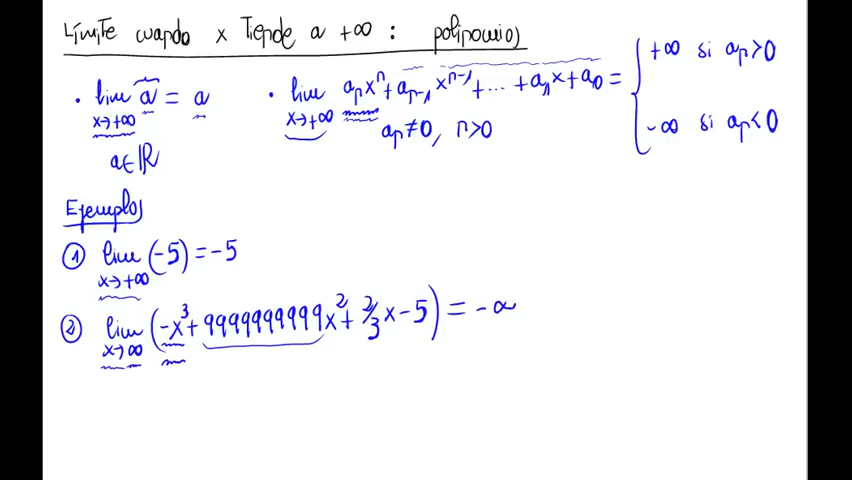 Límite cuando x Tiende a +∞ : polinomios
· lim a = a · lim aₙxⁿ + aₙ₋₁xⁿ⁻¹ + ... + a₁x + a₀ = { +∞ si aₙ>0
x→+∞ x→+∞ aₙ≠0, n>0 -∞ si aₙ<0
a∈ℝ
Ejemplos
① lim (-5) = -5
x→+∞
② lim (-x³ + 9999999999x² + 2/3 x - 5) = -∞
x→∞